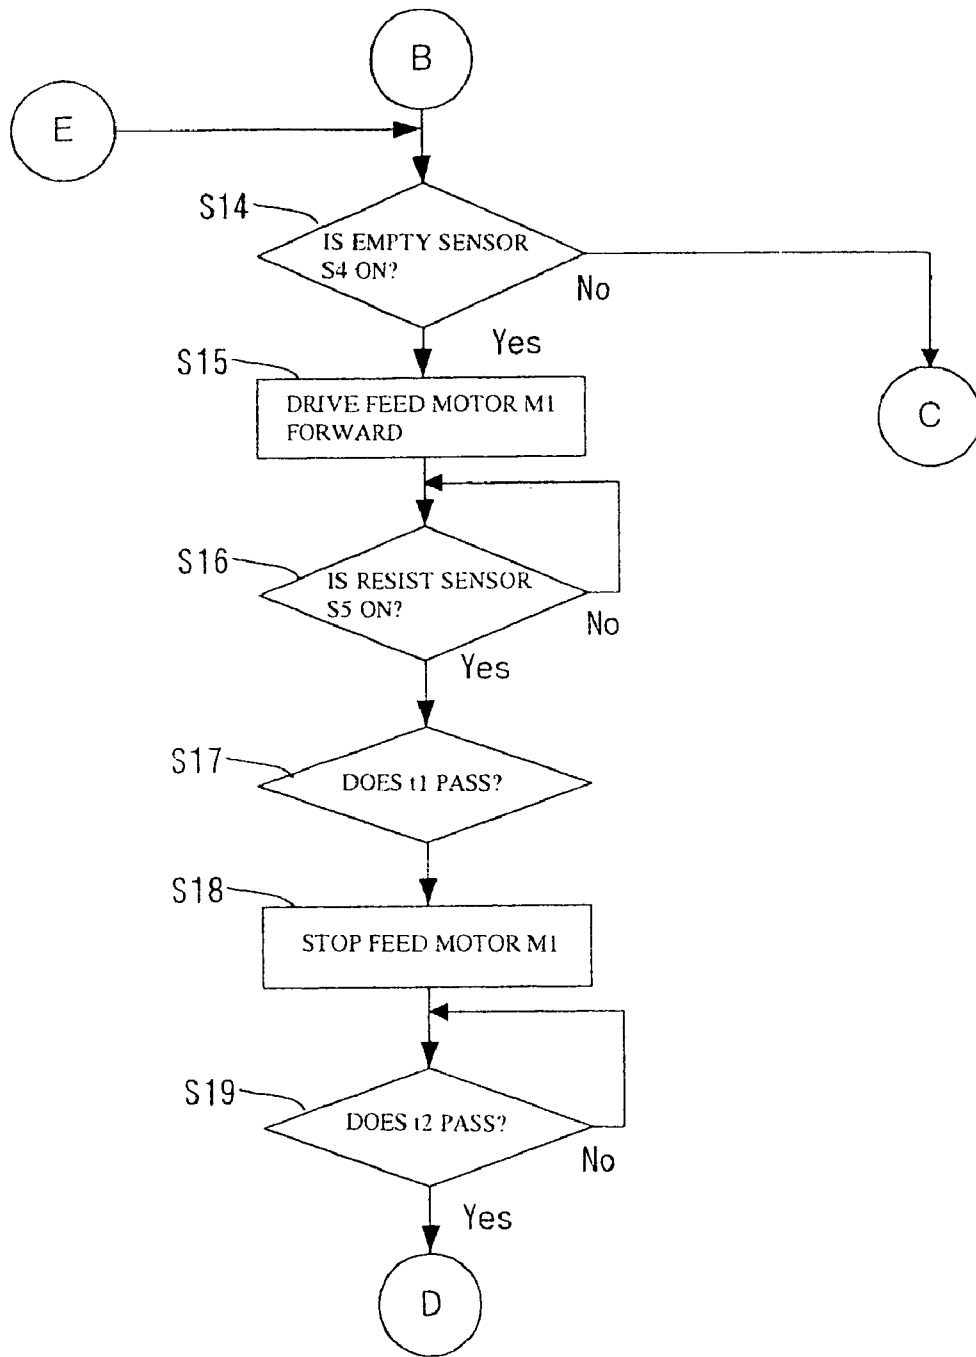 B
E
S14
IS EMPTY SENSOR
S4 ON?
No
Yes
S15
DRIVE FEED MOTOR M1
FORWARD
C
S16
IS RESIST SENSOR
S5 ON?
No
Yes
S17
DOES t1 PASS?
S18
STOP FEED MOTOR M1
S19
DOES t2 PASS?
No
Yes
D